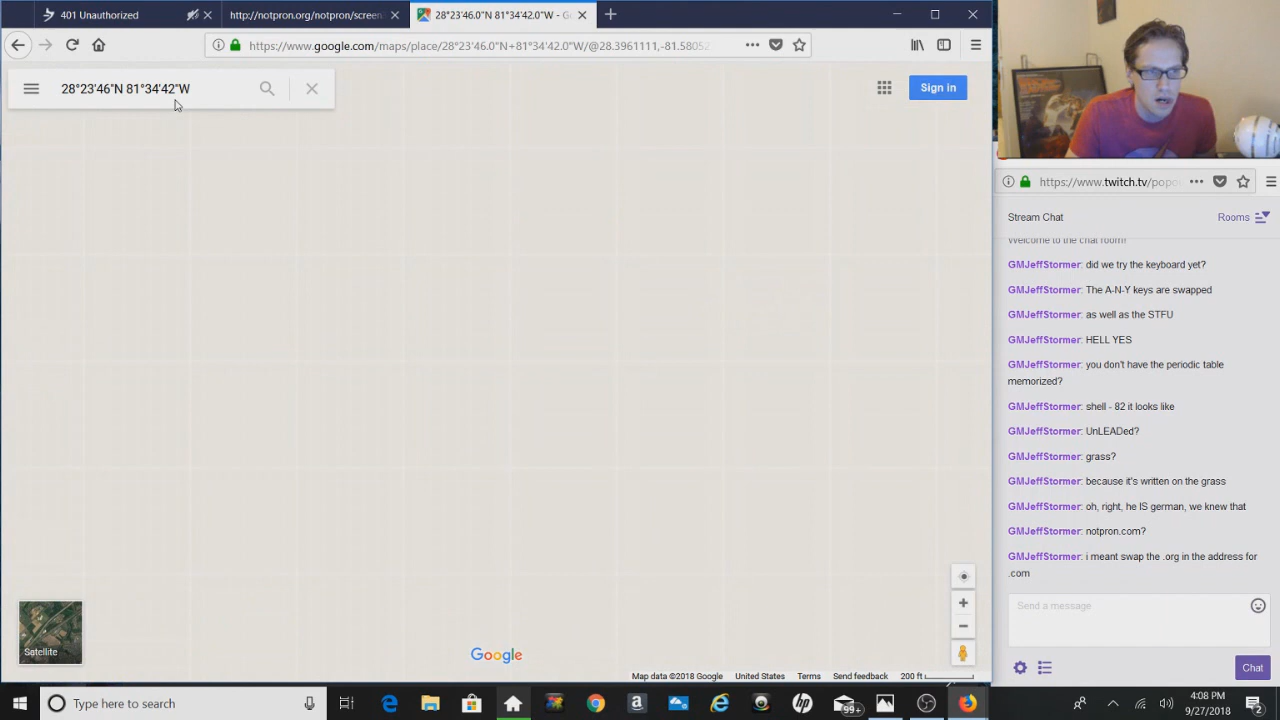 401 Unauthorized
http://notpron.org/notpron/screen
28°23'46.0"N 81°34'42.0"W - G
https://www.google.com/maps/place/28°23'46.0"N+81°34'42.0"W/@28.3961111,-81.5805
28°23'46"N 81°34'42"W
Sign in
https://www.twitch.tv/popo
Stream Chat
Rooms
Welcome to the chat room!
GMJeffStormer: did we try the keyboard yet?
GMJeffStormer: The A-N-Y keys are swapped
GMJeffStormer: as well as the STFU
GMJeffStormer: HELL YES
GMJeffStormer: you don't have the periodic table
memorized?
GMJeffStormer: shell - 82 it looks like
GMJeffStormer: UnLEADed?
GMJeffStormer: grass?
GMJeffStormer: because it's written on the grass
GMJeffStormer: oh, right, he IS german, we knew that
GMJeffStormer: notpron.com?
GMJeffStormer: i meant swap the .org in the address for
.com
Send a message
Chat
Satellite
Google
Map data ©2018 Google United States Terms Send feedback 200 ft
Type here to search
99+
4:08 PM
9/27/2018
2